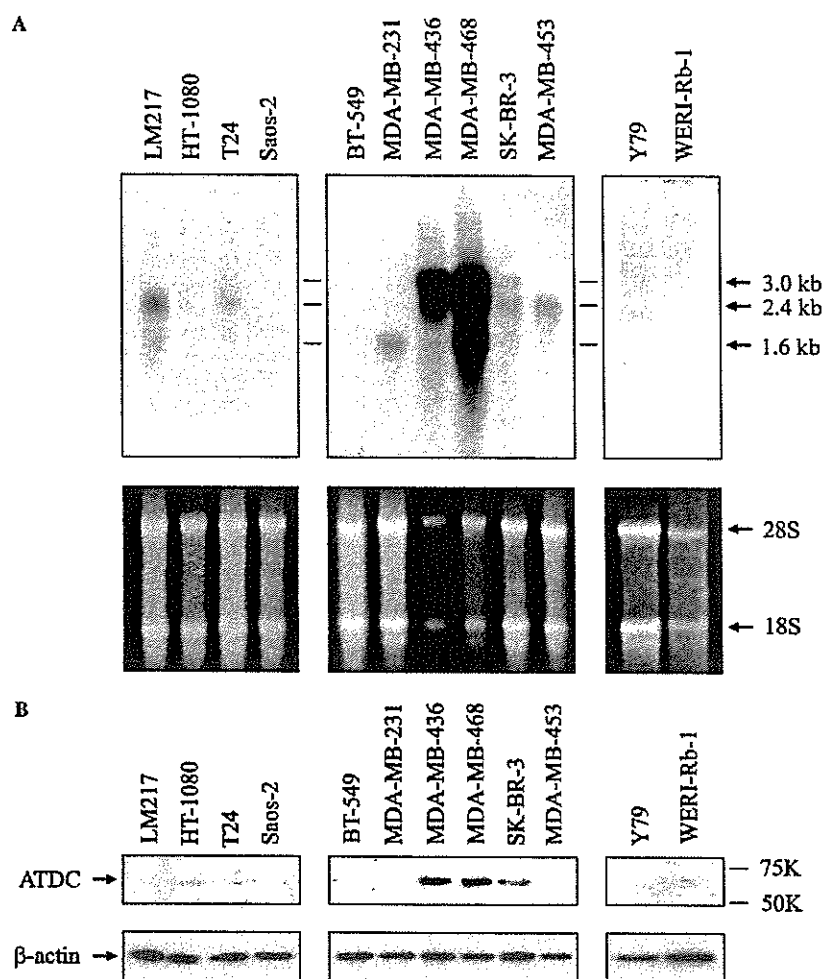 A
LM217
HT-1080
T24
Saos-2
BT-549
MDA-MB-231
MDA-MB-436
MDA-MB-468
SK-BR-3
MDA-MB-453
Y79
WERI-Rb-1
3.0 kb
2.4 kb
1.6 kb
28S
18S
B
LM217
HT-1080
T24
Saos-2
BT-549
MDA-MB-231
MDA-MB-436
MDA-MB-468
SK-BR-3
MDA-MB-453
Y79
WERI-Rb-1
ATDC
75K
50K
β-actin